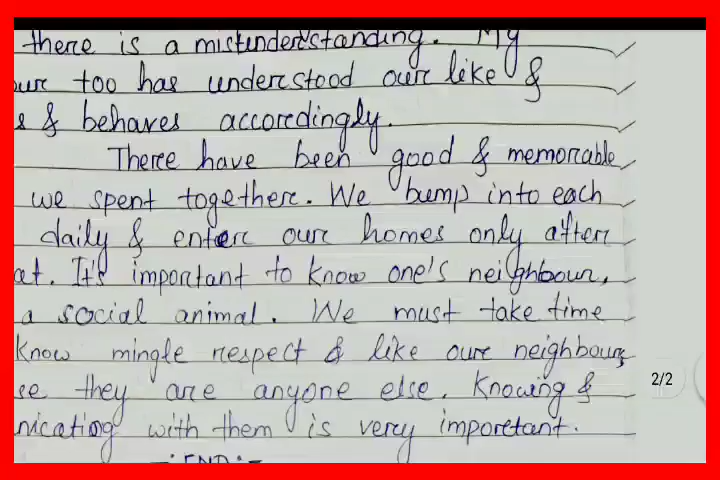 there is a misunderstanding. My
our too has understood our like &
s & behaves accordingly.
There have been good & memorable
we spent together. We bump into each
daily & enter our homes only after
at. It's important to know one's neighbour,
a social animal. We must take time
know mingle respect & like our neighbours
se they are anyone else. Knowing &
nicating with them is very important.
-: END :-
2/2